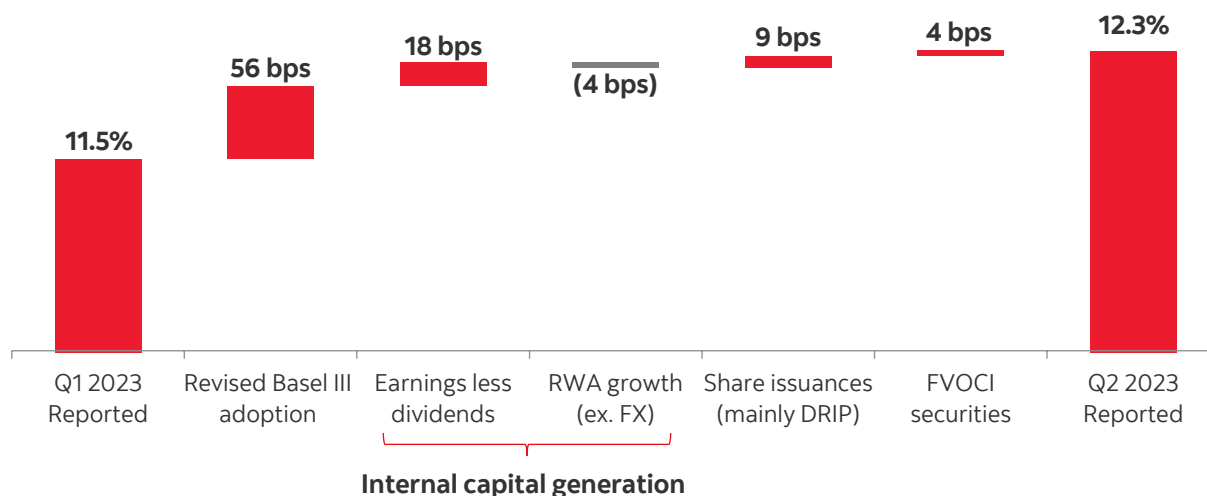 11.5%
56 bps
18 bps
(4 bps)
9 bps
4 bps
12.3%
Q1 2023
Reported
Revised Basel III
adoption
Earnings less
dividends
RWA growth
(ex. FX)
Share issuances
(mainly DRIP)
FVOCI
securities
Q2 2023
Reported
Internal capital generation